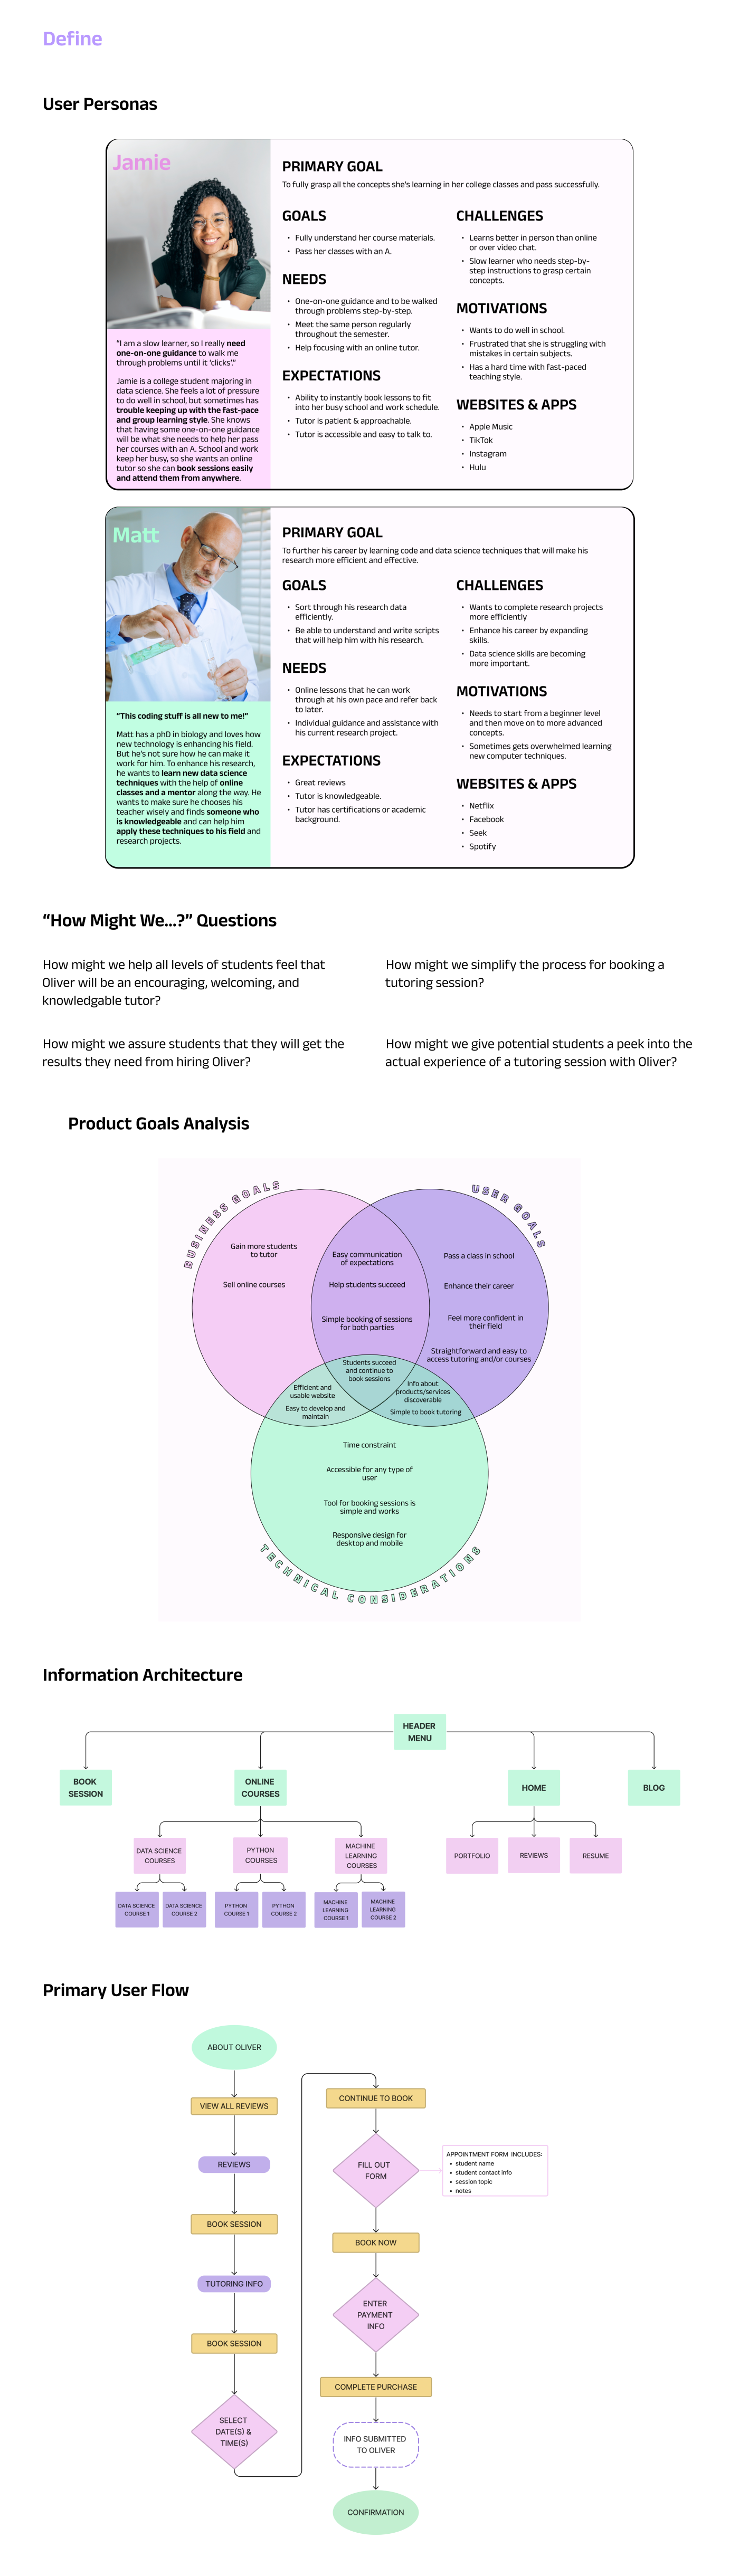 Define
User Personas
Jamie
"I am a slow learner, so I really need
one-on-one guidance to walk me
through problems until it 'clicks'."
Jamie is a college student majoring in
data science. She feels a lot of pressure
to do well in school, but sometimes has
trouble keeping up with the fast-pace
and group learning style. She knows
that having some one-on-one guidance
will be what she needs to help her pass
her courses with an A. School and work
keep her busy, so she wants an online
tutor so she can book sessions easily
and attend them from anywhere.
PRIMARY GOAL
To fully grasp all the concepts she's learning in her college classes and pass successfully.
GOALS
• Fully understand her course materials.
• Pass her classes with an A.
NEEDS
• One-on-one guidance and to be walked
through problems step-by-step.
• Meet the same person regularly
throughout the semester.
• Help focusing with an online tutor.
EXPECTATIONS
• Ability to instantly book lessons to fit
into her busy school and work schedule.
• Tutor is patient & approachable.
• Tutor is accessible and easy to talk to.
CHALLENGES
• Learns better in person than online
or over video chat.
• Slow learner who needs step-by-
step instructions to grasp certain
concepts.
MOTIVATIONS
• Wants to do well in school.
• Frustrated that she is struggling with
mistakes in certain subjects.
• Has a hard time with fast-paced
teaching style.
WEBSITES & APPS
• Apple Music
• TikTok
• Instagram
• Hulu
Matt
"This coding stuff is all new to me!"
Matt has a phD in biology and loves how
new technology is enhancing his field.
But he's not sure how he can make it
work for him. To enhance his research,
he wants to learn new data science
techniques with the help of online
classes and a mentor along the way. He
wants to make sure he chooses his
teacher wisely and finds someone who
is knowledgeable and can help him
apply these techniques to his field and
research projects.
PRIMARY GOAL
To further his career by learning code and data science techniques that will make his
research more efficient and effective.
GOALS
• Sort through his research data
efficiently.
• Be able to understand and write scripts
that will help him with his research.
NEEDS
• Online lessons that he can work
through at his own pace and refer back
to later.
• Individual guidance and assistance with
his current research project.
EXPECTATIONS
• Great reviews
• Tutor is knowledgeable.
• Tutor has certifications or academic
background.
CHALLENGES
• Wants to complete research projects
more efficiently
• Enhance his career by expanding
skills.
• Data science skills are becoming
more important.
MOTIVATIONS
• Needs to start from a beginner level
and then move on to more advanced
concepts.
• Sometimes gets overwhelmed learning
new computer techniques.
WEBSITES & APPS
• Netflix
• Facebook
• Seek
• Spotify
"How Might We...?" Questions
How might we help all levels of students feel that
Oliver will be an encouraging, welcoming, and
knowledgable tutor?
How might we simplify the process for booking a
tutoring session?
How might we assure students that they will get the
results they need from hiring Oliver?
How might we give potential students a peek into the
actual experience of a tutoring session with Oliver?
Product Goals Analysis
BUSINESS GOALS
USER GOALS
Gain more students
to tutor
Sell online courses
Easy communication
of expectations
Help students succeed
Simple booking of sessions
for both parties
Pass a class in school
Enhance their career
Feel more confident in
their field
Straightforward and easy to
access tutoring and/or courses
Students succeed
and continue to
book sessions
Efficient and
usable website
Easy to develop and
maintain
Info about
products/services
discoverable
Simple to book tutoring
Time constraint
Accessible for any type of
user
Tool for booking sessions is
simple and works
Responsive design for
desktop and mobile
TECHNICAL CONSIDERATIONS
Information Architecture
HEADER
MENU
BOOK
SESSION
ONLINE
COURSES
HOME
BLOG
DATA SCIENCE
COURSES
PYTHON
COURSES
MACHINE
LEARNING
COURSES
PORTFOLIO
REVIEWS
RESUME
DATA SCIENCE
COURSE 1
DATA SCIENCE
COURSE 2
PYTHON
COURSE 1
PYTHON
COURSE 2
MACHINE
LEARNING
COURSE 1
MACHINE
LEARNING
COURSE 2
Primary User Flow
ABOUT OLIVER
VIEW ALL REVIEWS
REVIEWS
BOOK SESSION
TUTORING INFO
BOOK SESSION
SELECT
DATE(S) &
TIME(S)
CONTINUE TO BOOK
FILL OUT
FORM
APPOINTMENT FORM INCLUDES:
• student name
• student contact info
• session topic
• notes
BOOK NOW
ENTER
PAYMENT
INFO
COMPLETE PURCHASE
INFO SUBMITTED
TO OLIVER
CONFIRMATION